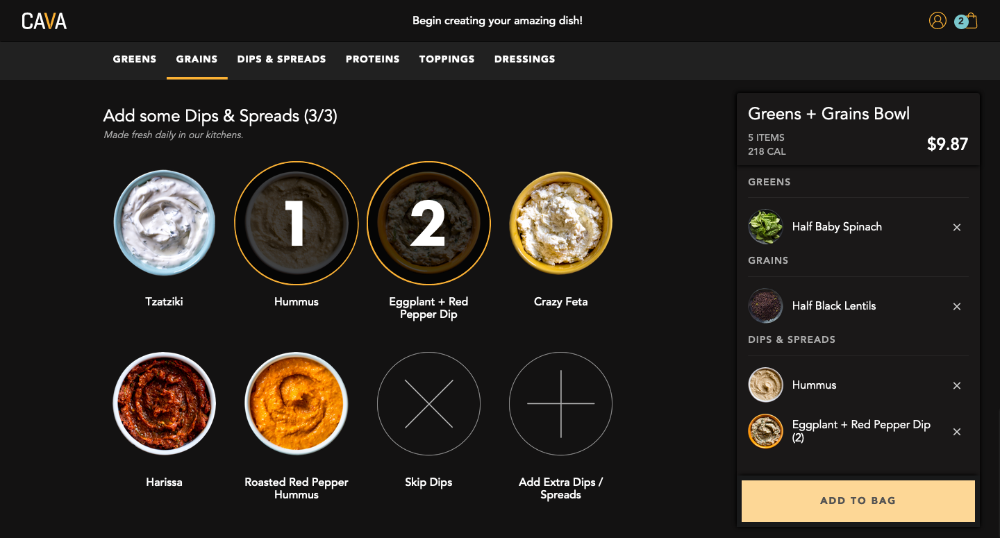 CAVA
Begin creating your amazing dish!
2
GREENS
GRAINS
DIPS & SPREADS
PROTEINS
TOPPINGS
DRESSINGS
Add some Dips & Spreads (3/3)
Made fresh daily in our kitchens.
1
2
Tzatziki
Hummus
Eggplant + Red
Pepper Dip
Crazy Feta
Harissa
Roasted Red Pepper
Hummus
Skip Dips
Add Extra Dips /
Spreads
Greens + Grains Bowl
5 ITEMS
218 CAL
$9.87
GREENS
Half Baby Spinach
GRAINS
Half Black Lentils
DIPS & SPREADS
Hummus
Eggplant + Red Pepper Dip
(2)
ADD TO BAG